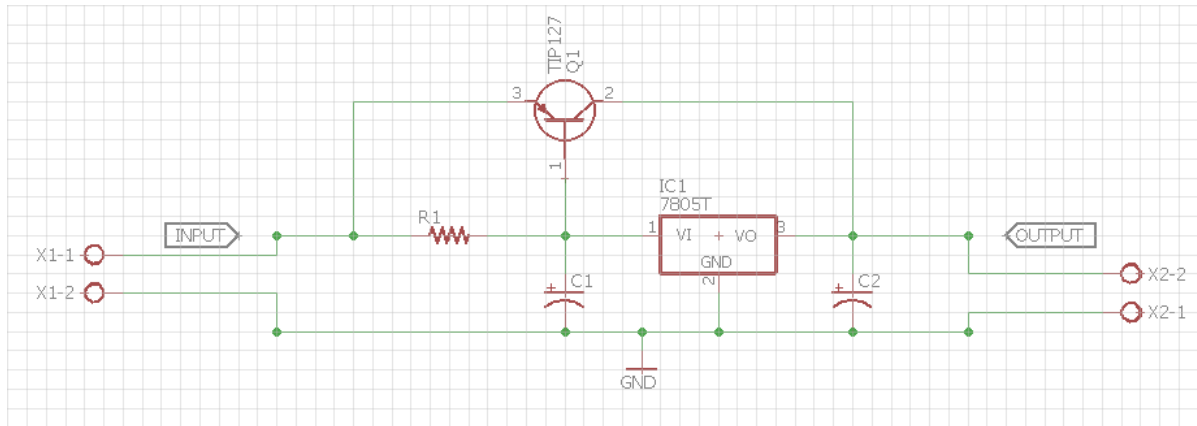 TIP127
Q1
3
2
1
IC1
7805T
R1
1
VI
VO
3
GND
2
INPUT
OUTPUT
X1-1
X1-2
+
C1
+
C2
X2-2
X2-1
GND